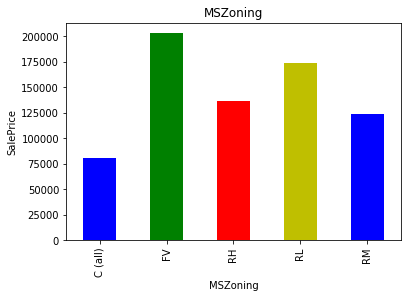 MSZoning
200000
175000
150000
125000
100000
75000
50000
25000
0
SalePrice
C (all)
FV
RH
RL
RM
MSZoning